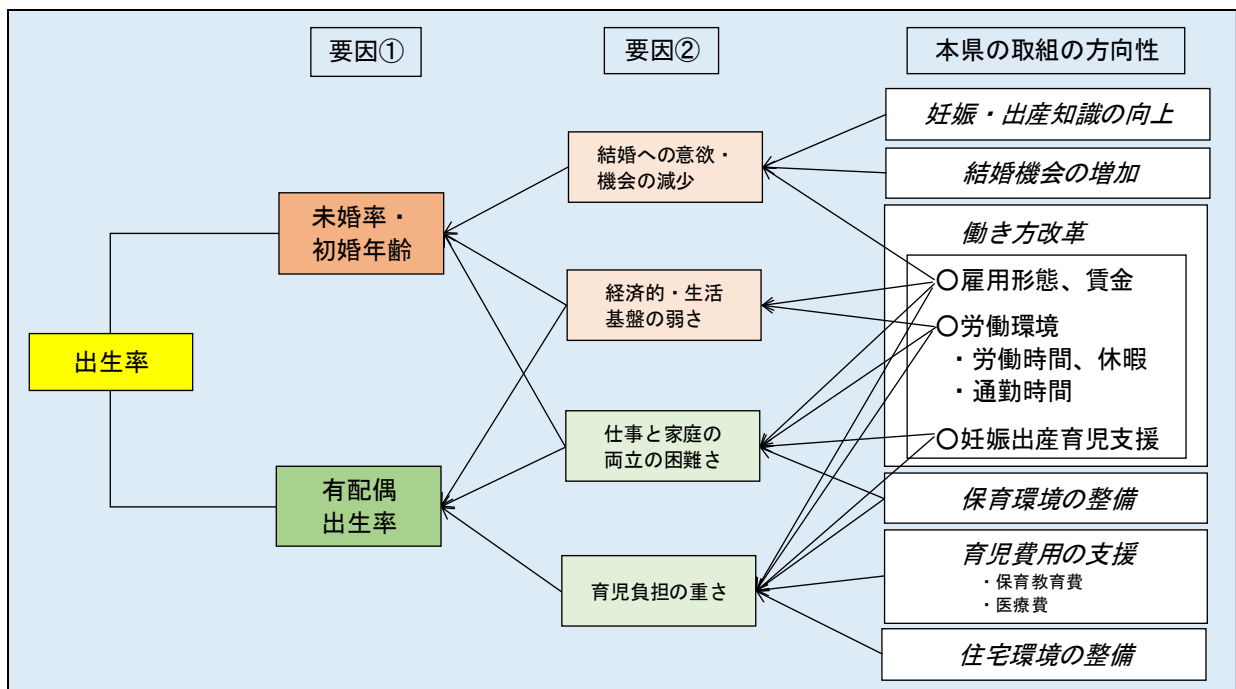 要因①
要因②
本県の取組の方向性
出生率
未婚率・
初婚年齢
有配偶
出生率
結婚への意欲・
機会の減少
経済的・生活
基盤の弱さ
仕事と家庭の
両立の困難さ
育児負担の重さ
妊娠・出産知識の向上
結婚機会の増加
働き方改革
〇雇用形態、賃金
〇労働環境
・労働時間、休暇
・通勤時間
〇妊娠出産育児支援
保育環境の整備
育児費用の支援
・保育教育費
・医療費
住宅環境の整備